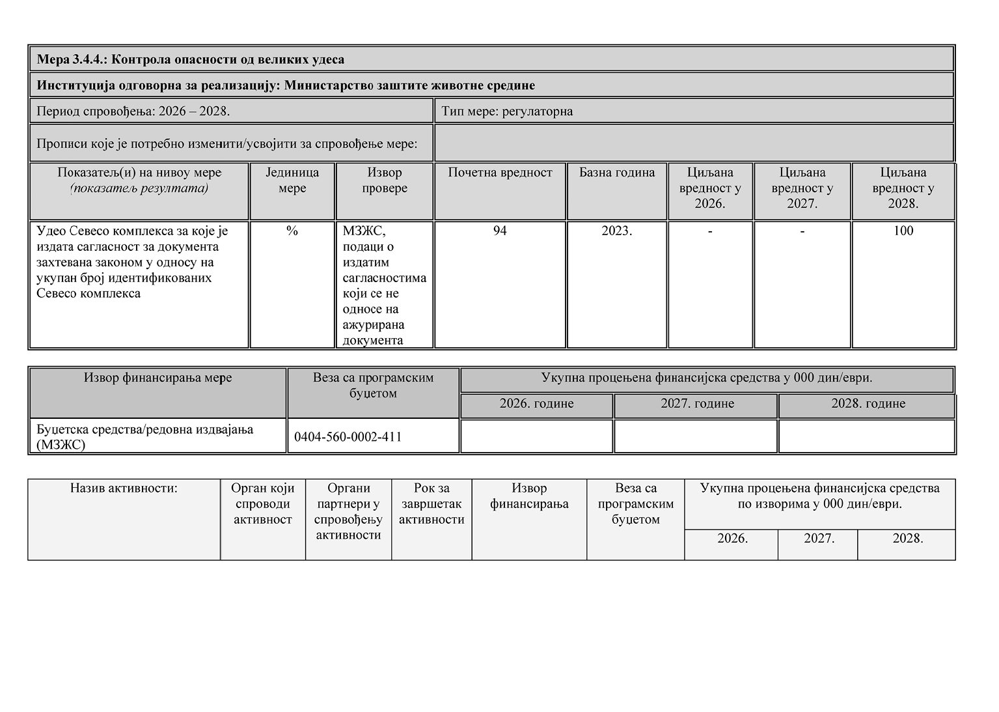 Мера 3.4.4.: Контрола опасности од великих удеса
Институција одговорна за реализацију: Министарство заштите животне средине
Период спровођења: 2026 – 2028.
Тип мере: регулаторна
Прописи које је потребно изменити/усвојити за спровођење мере:
Показатељ(и) на нивоу мере
(показатељ резултата)
Јединица
мере
Извор
провере
Почетна вредност
Базна година
Циљана
вредност у
2026.
Циљана
вредност у
2027.
Циљана
вредност у
2028.
Удео Севесо комплекса за које је
издата сагласност за документа
захтевана законом у односу на
укупан број идентификованих
Севесо комплекса
%
МЗЖС,
подаци о
издатим
сагласностима
који се не
односе на
ажурирана
документа
94
2023.
-
-
100
Извор финансирања мере
Веза са програмским
буџетом
Укупна процењена финансијска средства у 000 дин/еври.
2026. године
2027. године
2028. године
Буџетска средства/редовна издвајања
(МЗЖС)
0404-560-0002-411
Назив активности:
Орган који
спроводи
активност
Органи
партнери у
спровођењу
активности
Рок за
завршетак
активности
Извор
финансирања
Веза са
програмским
буџетом
Укупна процењена финансијска средства
по изворима у 000 дин/еври.
2026.
2027.
2028.